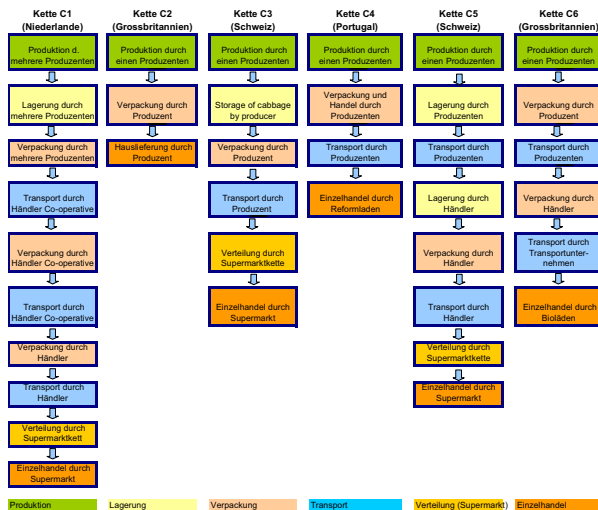 Kette C1
(Niederlande)
Produktion d.
mehrere Produzenten
Lagerung durch
mehrere Produzenten
Verpackung durch
mehrere Produzenten
Transport durch
Händler Co-operative
Verpackung durch
Händler Co-operative
Transport durch
Händler Co-operative
Verpackung durch
Händler
Transport durch
Händler
Verteilung durch
Supermarktkett
Einzelhandel durch
Supermarkt
Kette C2
(Grossbritannien)
Produktion durch
einen Produzenten
Verpackung durch
Produzent
Hauslieferung durch
Produzent
Kette C3
(Schweiz)
Produktion durch
einen Produzenten
Storage of cabbage
by producer
Verpackung durch
Produzent
Transport durch
Produzent
Verteilung durch
Supermarktkette
Einzelhandel durch
Supermarkt
Kette C4
(Portugal)
Produktion durch
einen Produzenten
Verpackung und
Handel durch
Produzenten
Transport durch
Produzenten
Einzelhandel durch
Reformladen
Kette C5
(Schweiz)
Produktion durch
einen Produzenten
Lagerung durch
Produzenten
Transport durch
Produzenten
Lagerung durch
Händler
Verpackung durch
Händler
Transport durch
Händler
Verteilung durch
Supermarktkette
Einzelhandel durch
Supermarkt
Kette C6
(Grossbritannien)
Produktion durch
einen Produzenten
Verpackung durch
Produzent
Transport durch
Produzenten
Verpackung durch
Händler
Transport durch
Transportunter-
nehmen
Einzelhandel durch
Bioläden
Produktion
Lagerung
Verpackung
Transport
Verteilung (Supermarkt)
Einzelhandel